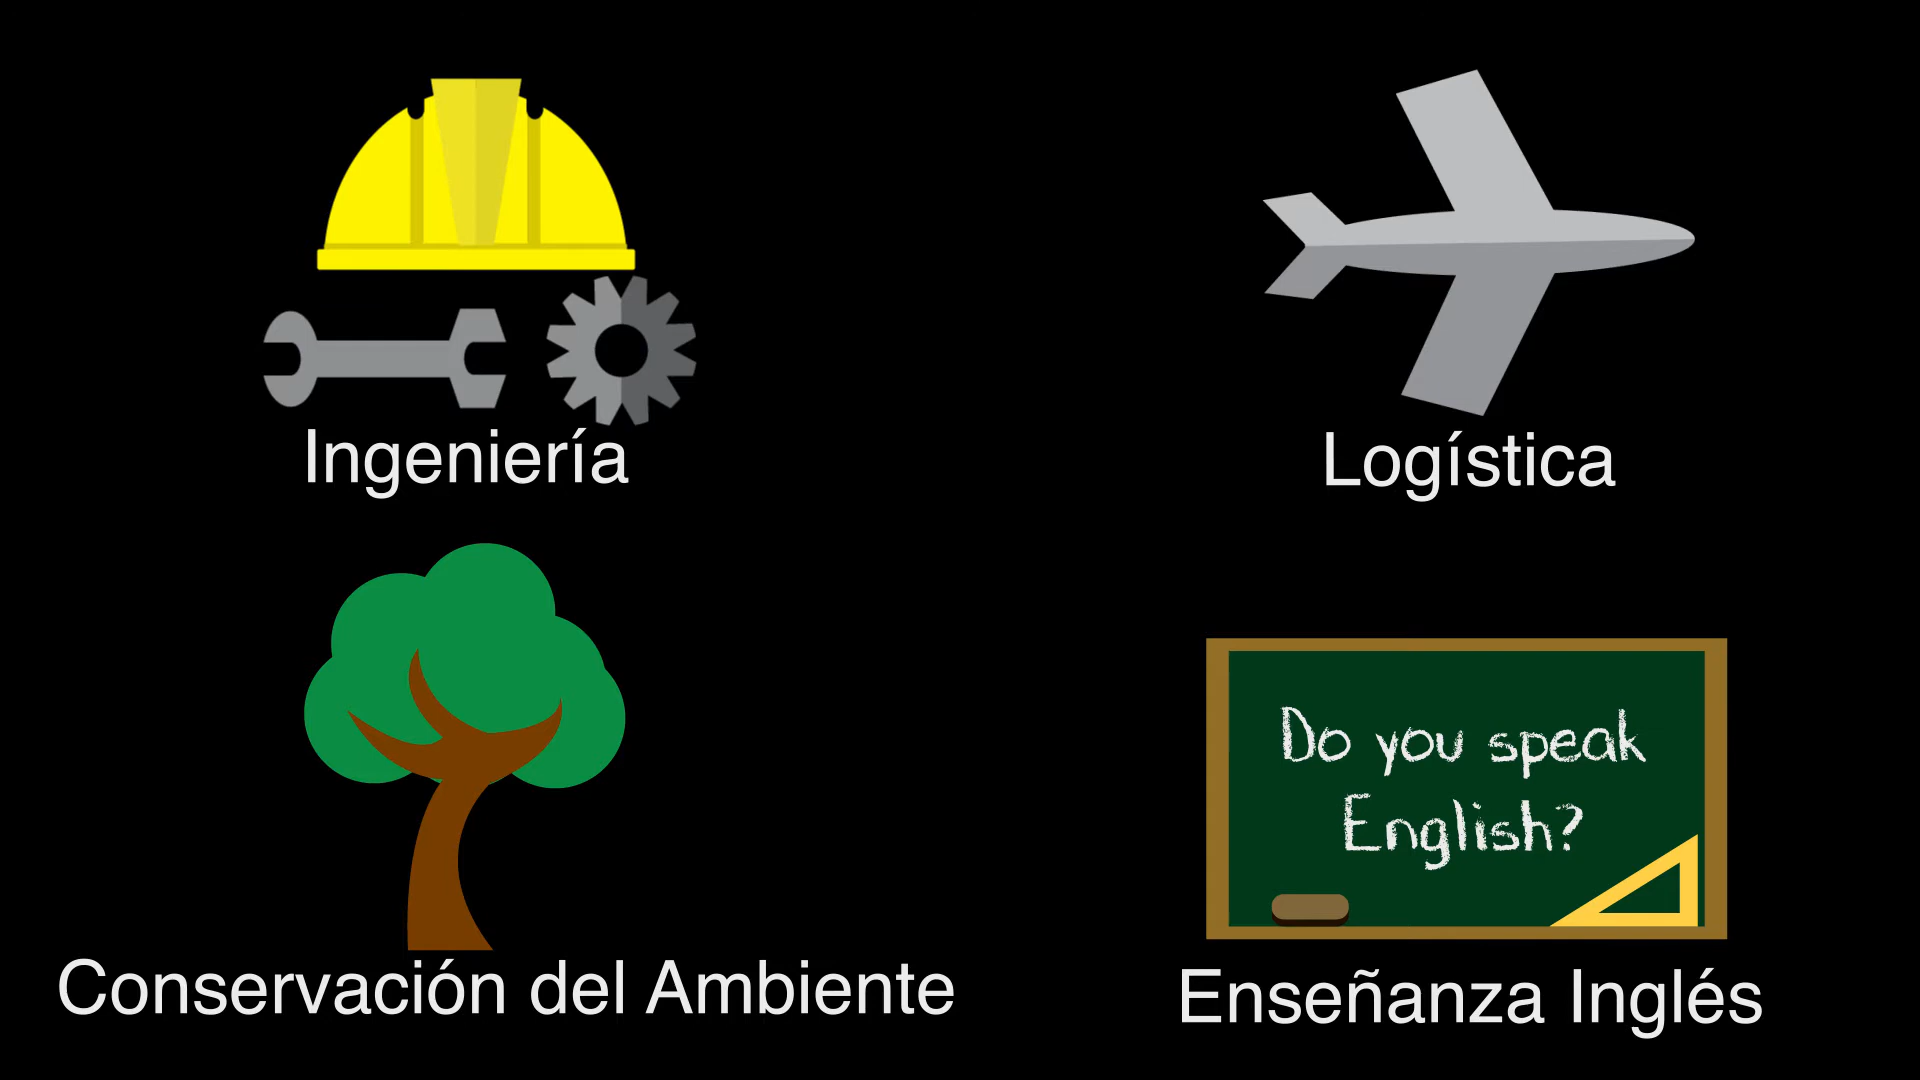 Ingeniería
Logística
Do you speak
English?
Conservación del Ambiente
Enseñanza Inglés